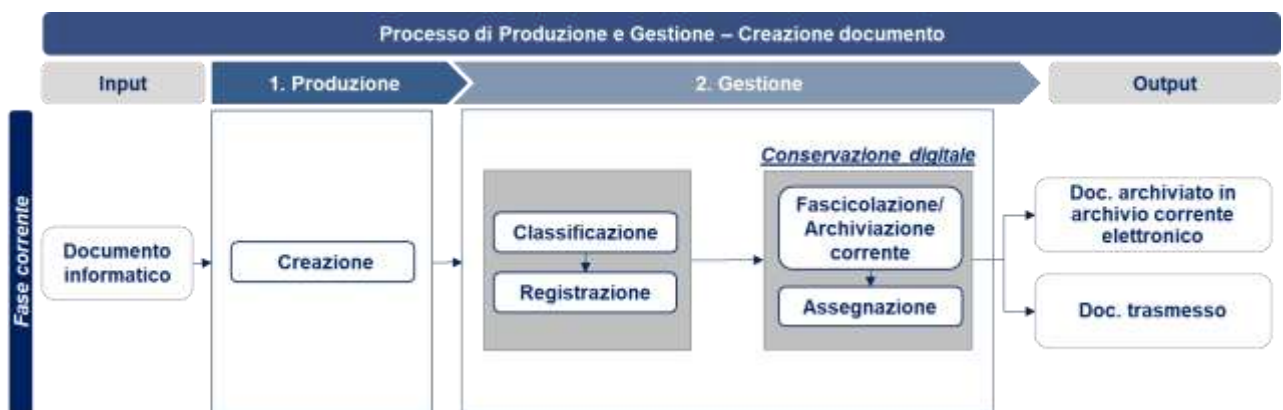 Processo di Produzione e Gestione – Creazione documento
Input
1. Produzione
2. Gestione
Output
Fase corrente
Documento
informatico
Creazione
Classificazione
Registrazione
Conservazione digitale
Fascicolazione/
Archiviazione
corrente
Assegnazione
Doc. archiviato in
archivio corrente
elettronico
Doc. trasmesso